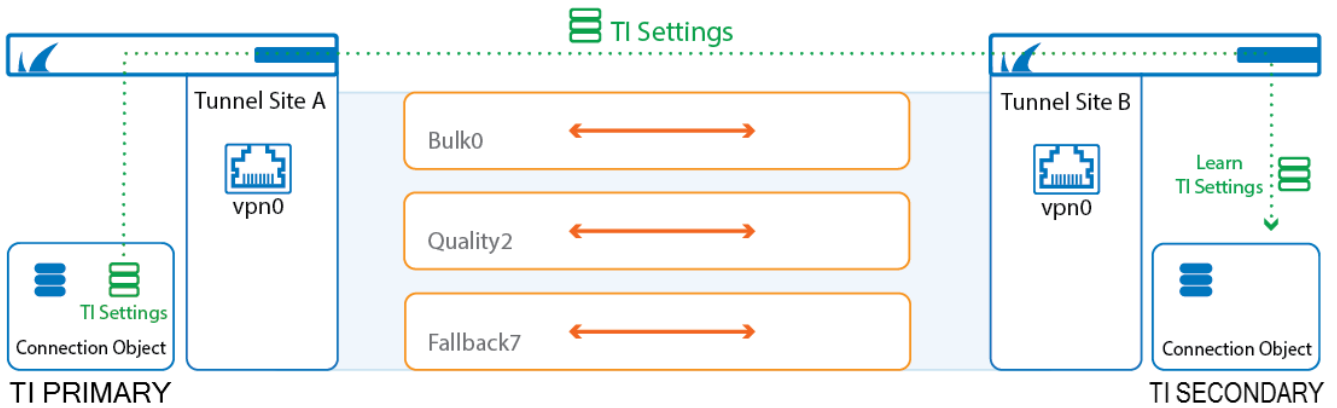 TI Settings
Tunnel Site A
vpn0
TI Settings
Connection Object
TI PRIMARY
Bulk0
Quality2
Fallback7
Tunnel Site B
vpn0
Learn
TI Settings
Connection Object
TI SECONDARY